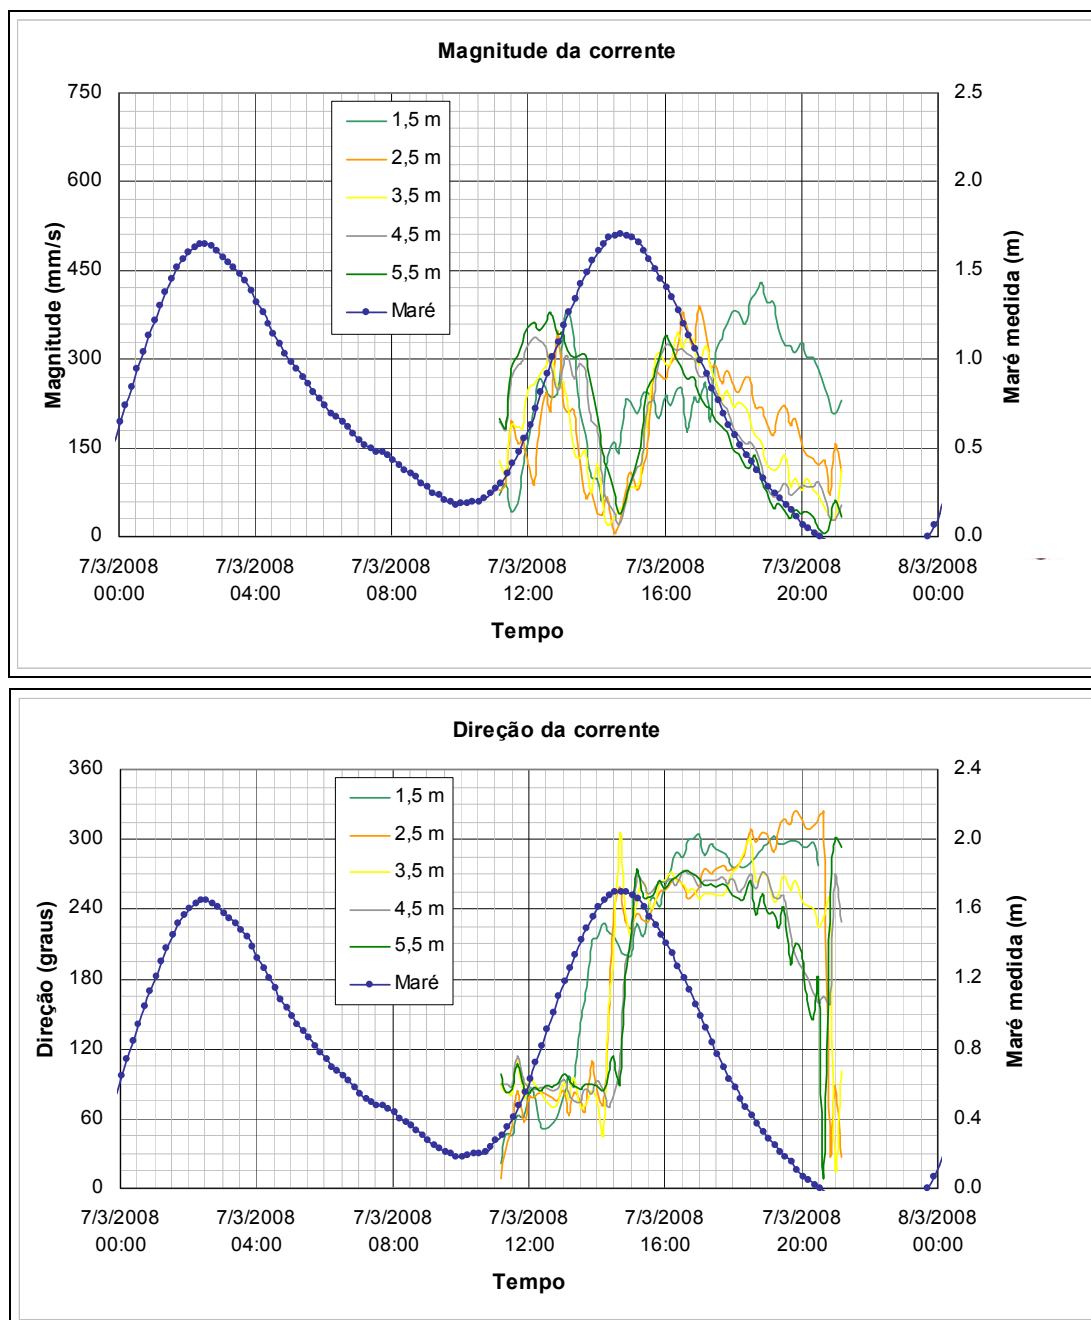 Magnitude da corrente
750
600
450
300
150
0
Magnitude (mm/s)
1,5 m
2,5 m
3,5 m
4,5 m
5,5 m
Maré
2.5
2.0
1.5
1.0
0.5
0.0
Maré medida (m)
7/3/2008 7/3/2008 7/3/2008 7/3/2008 7/3/2008 7/3/2008 8/3/2008
00:00 04:00 08:00 12:00 16:00 20:00 00:00
Tempo
Direção da corrente
360
300
240
180
120
60
0
Direção (graus)
1,5 m
2,5 m
3,5 m
4,5 m
5,5 m
Maré
2.4
2.0
1.6
1.2
0.8
0.4
0.0
Maré medida (m)
7/3/2008 7/3/2008 7/3/2008 7/3/2008 7/3/2008 7/3/2008 8/3/2008
00:00 04:00 08:00 12:00 16:00 20:00 00:00
Tempo